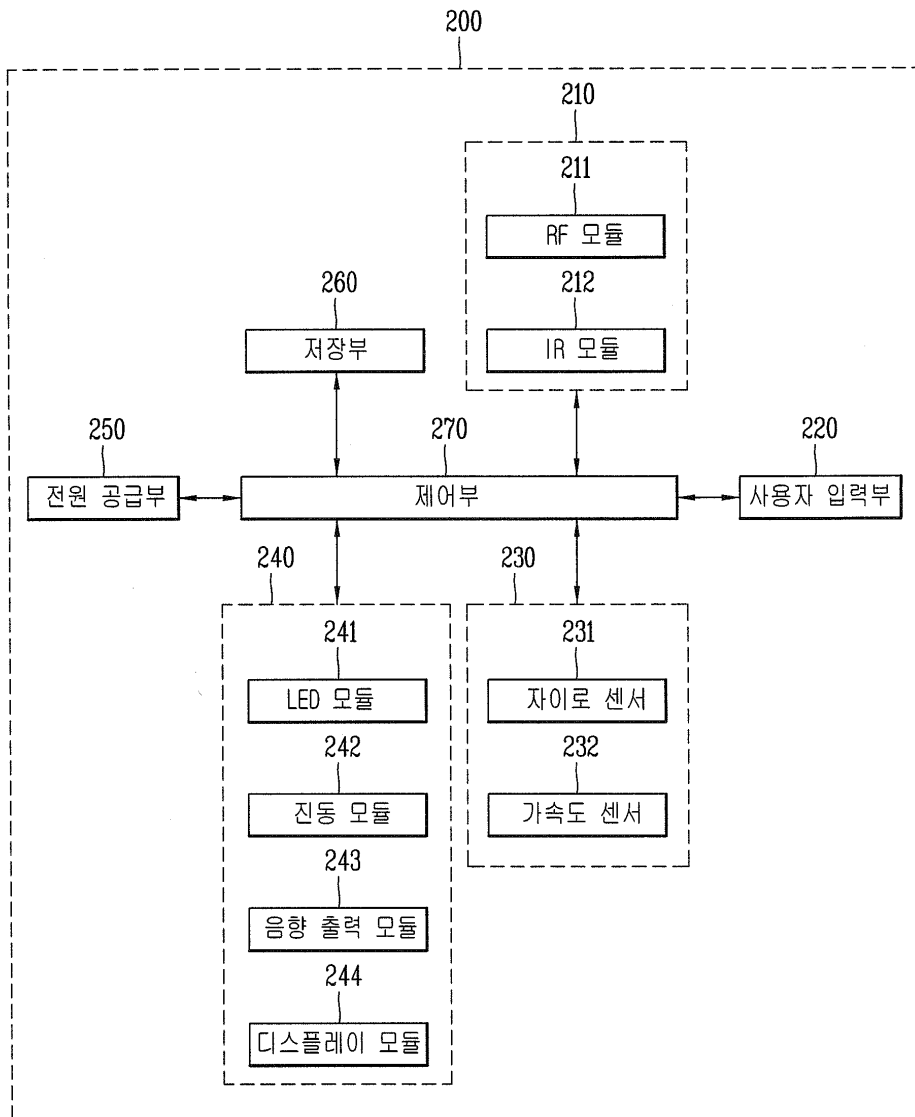 200
210
211
RF 모듈
212
IR 모듈
260
저장부
250
전원 공급부
270
제어부
220
사용자 입력부
240
241
LED 모듈
242
진동 모듈
243
음향 출력 모듈
244
디스플레이 모듈
230
231
자이로 센서
232
가속도 센서